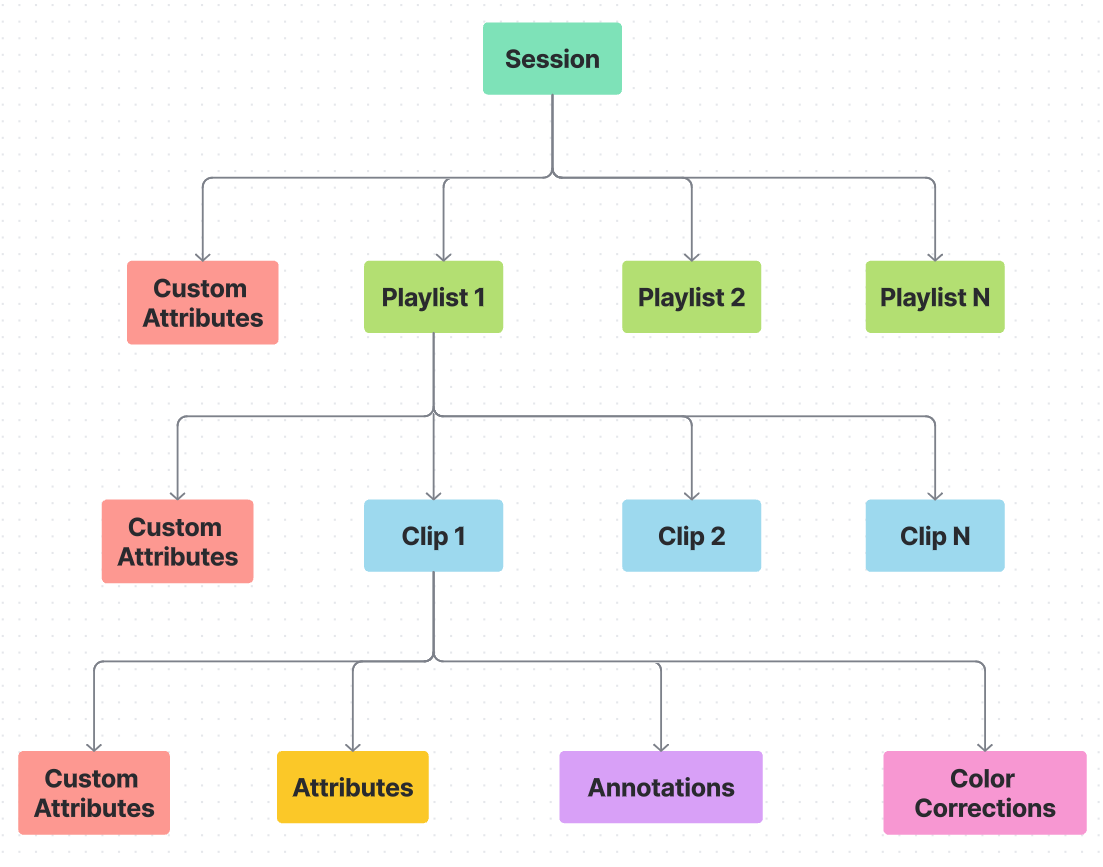 Session
Custom
Attributes
Playlist 1
Playlist 2
Playlist N
Custom
Attributes
Clip 1
Clip 2
Clip N
Custom
Attributes
Attributes
Annotations
Color
Corrections